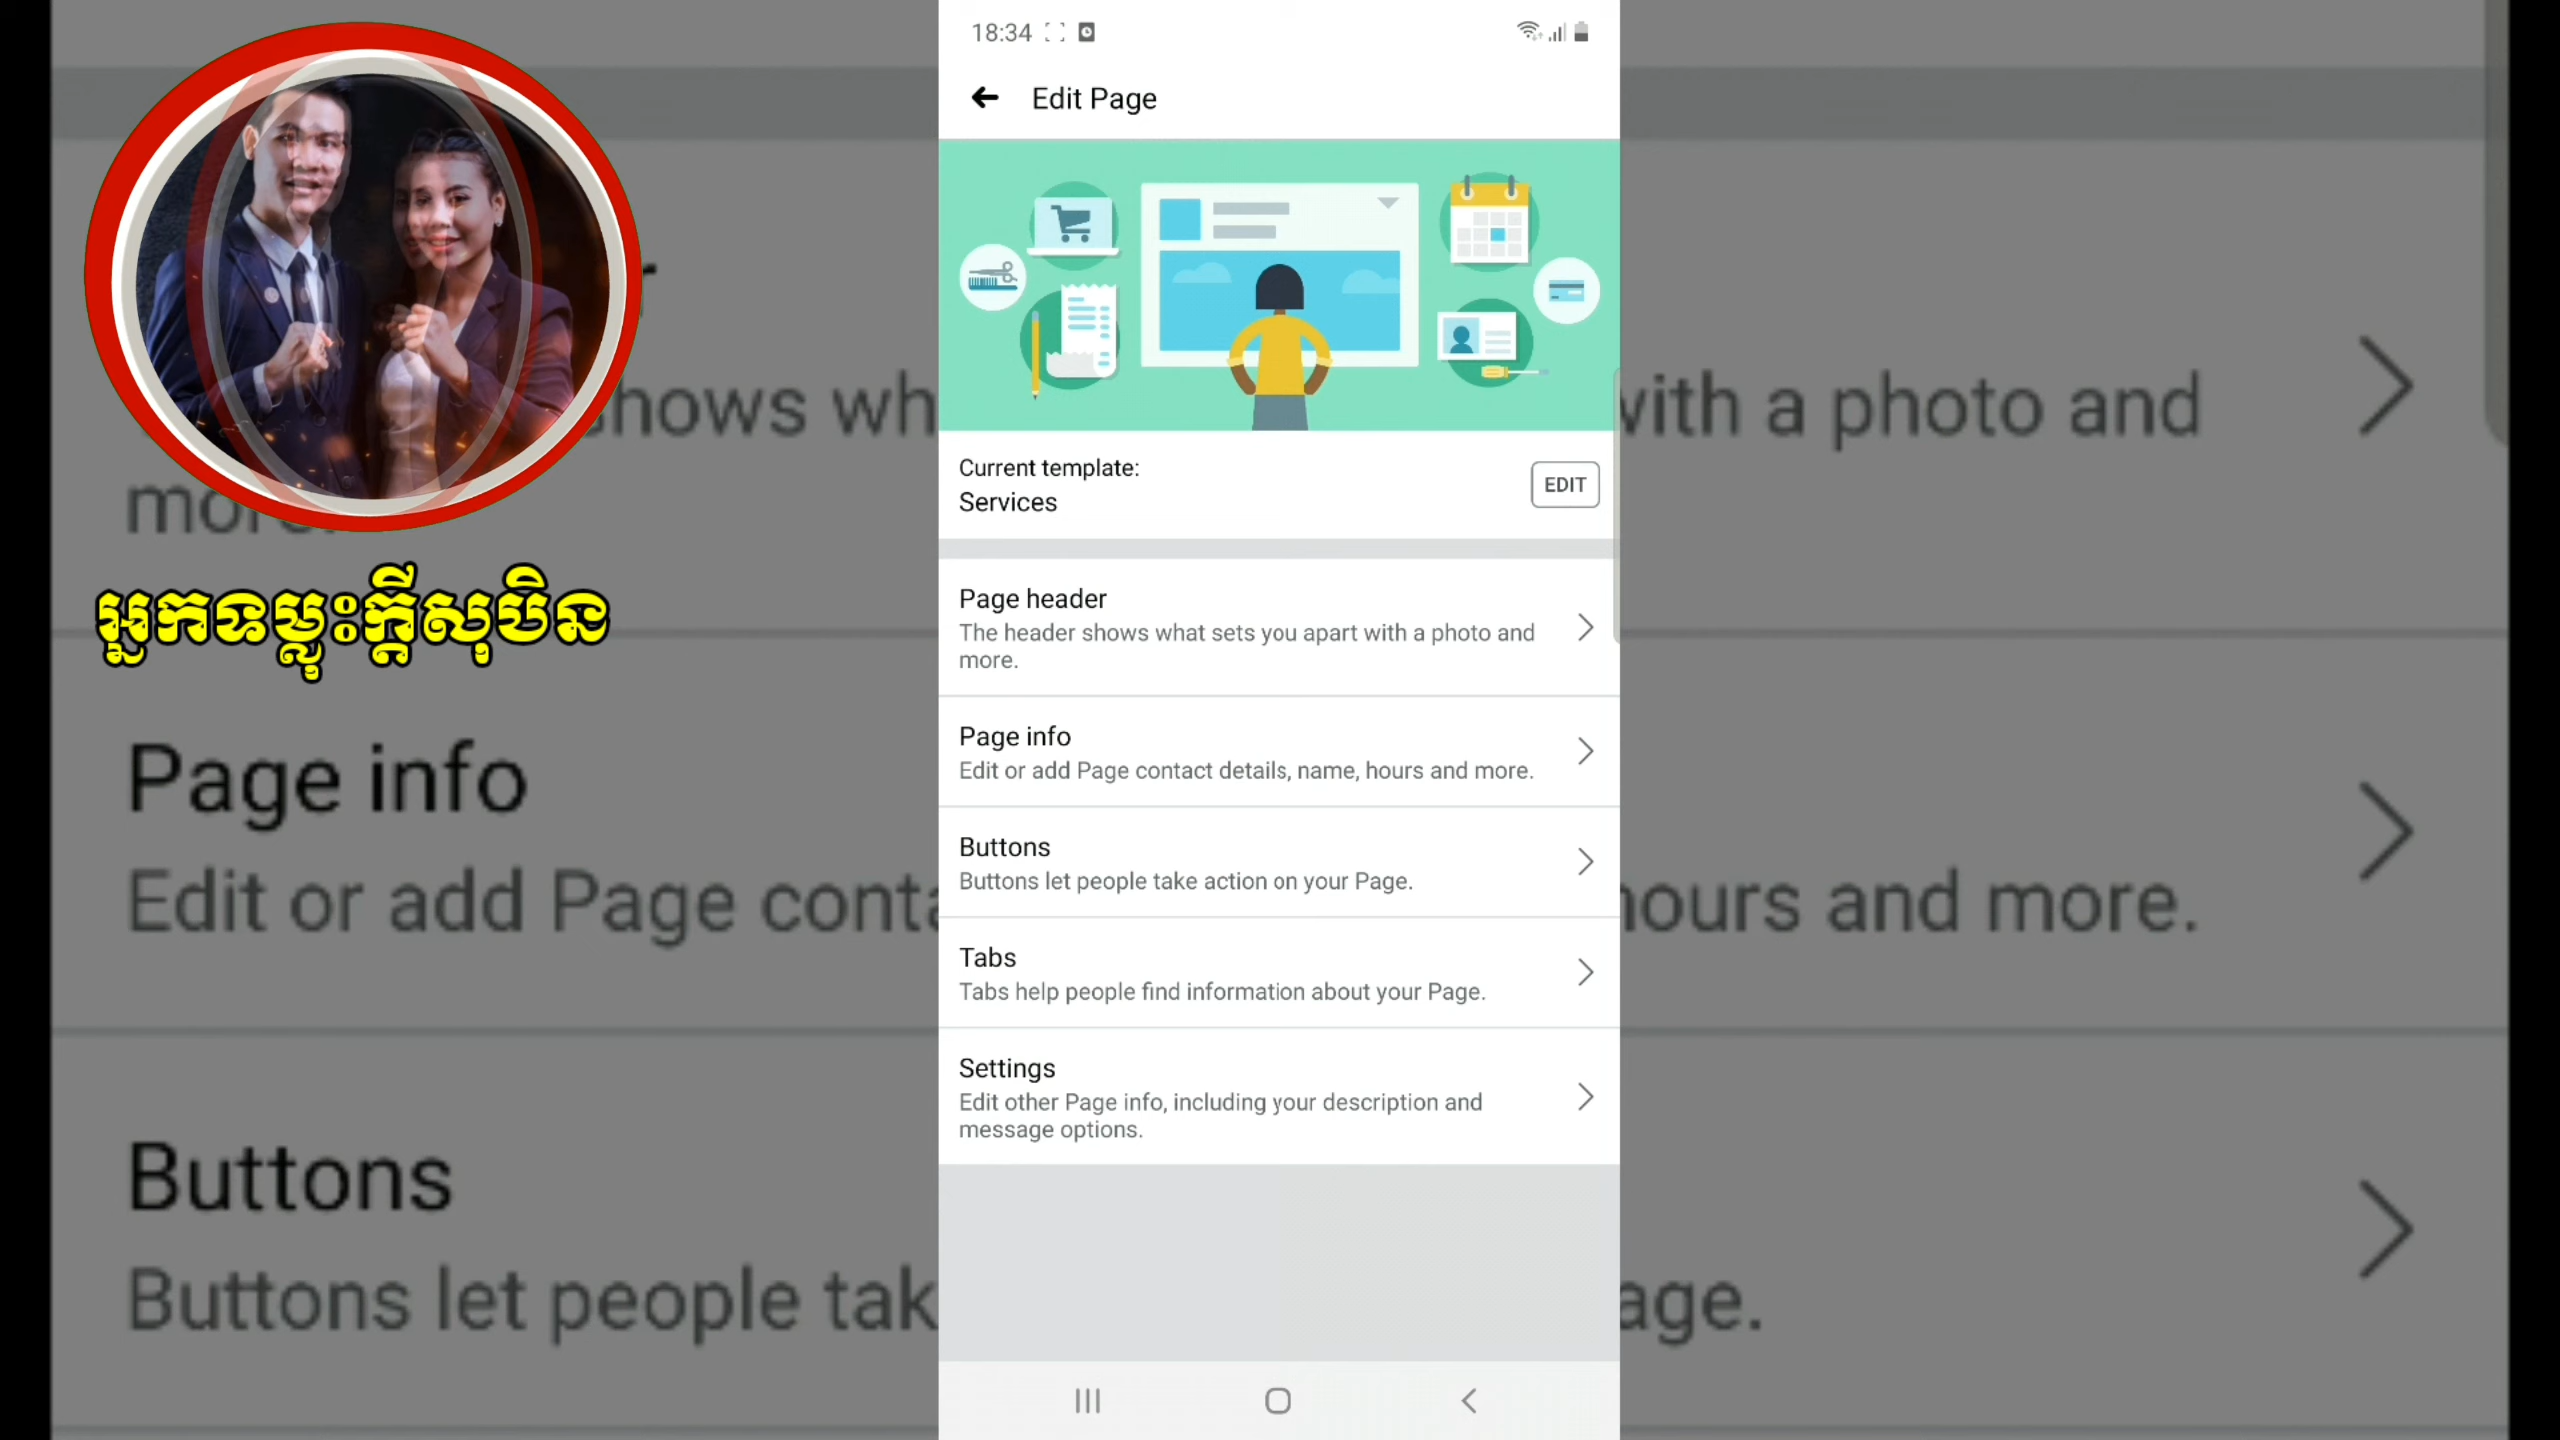 18:34
Edit Page
Current template:
Services
EDIT
Page header
The header shows what sets you apart with a photo and
more.
Page info
Edit or add Page contact details, name, hours and more.
Buttons
Buttons let people take action on your Page.
Tabs
Tabs help people find information about your Page.
Settings
Edit other Page info, including your description and
message options.
អ្នកទម្លុះក្ដីសុបិន
shows wh
with a photo and
more.
Page info
Edit or add Page conta
hours and more.
Buttons
Buttons let people tak
age.